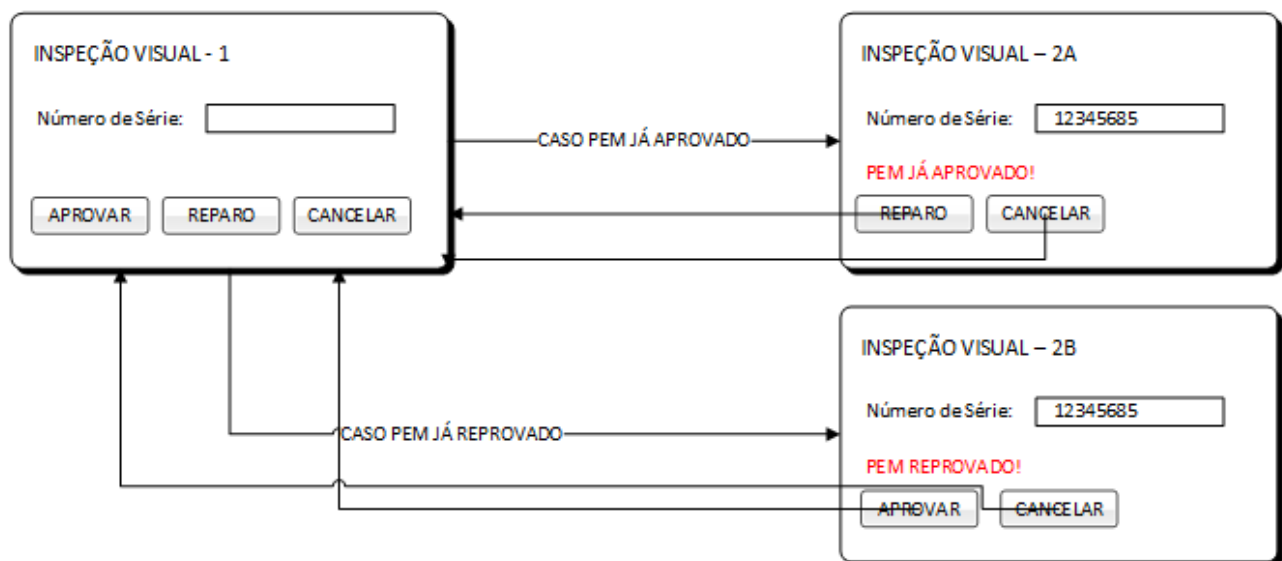 INSPEÇÃO VISUAL - 1
Número de Série:
APROVAR REPARO CANCELAR
CASO PEM JÁ APROVADO
INSPEÇÃO VISUAL – 2A
Número de Série: 12345685
PEM JÁ APROVADO!
REPARO CANCELAR
CASO PEM JÁ REPROVADO
INSPEÇÃO VISUAL – 2B
Número de Série: 12345685
PEM REPROVADO!
APROVAR CANCELAR